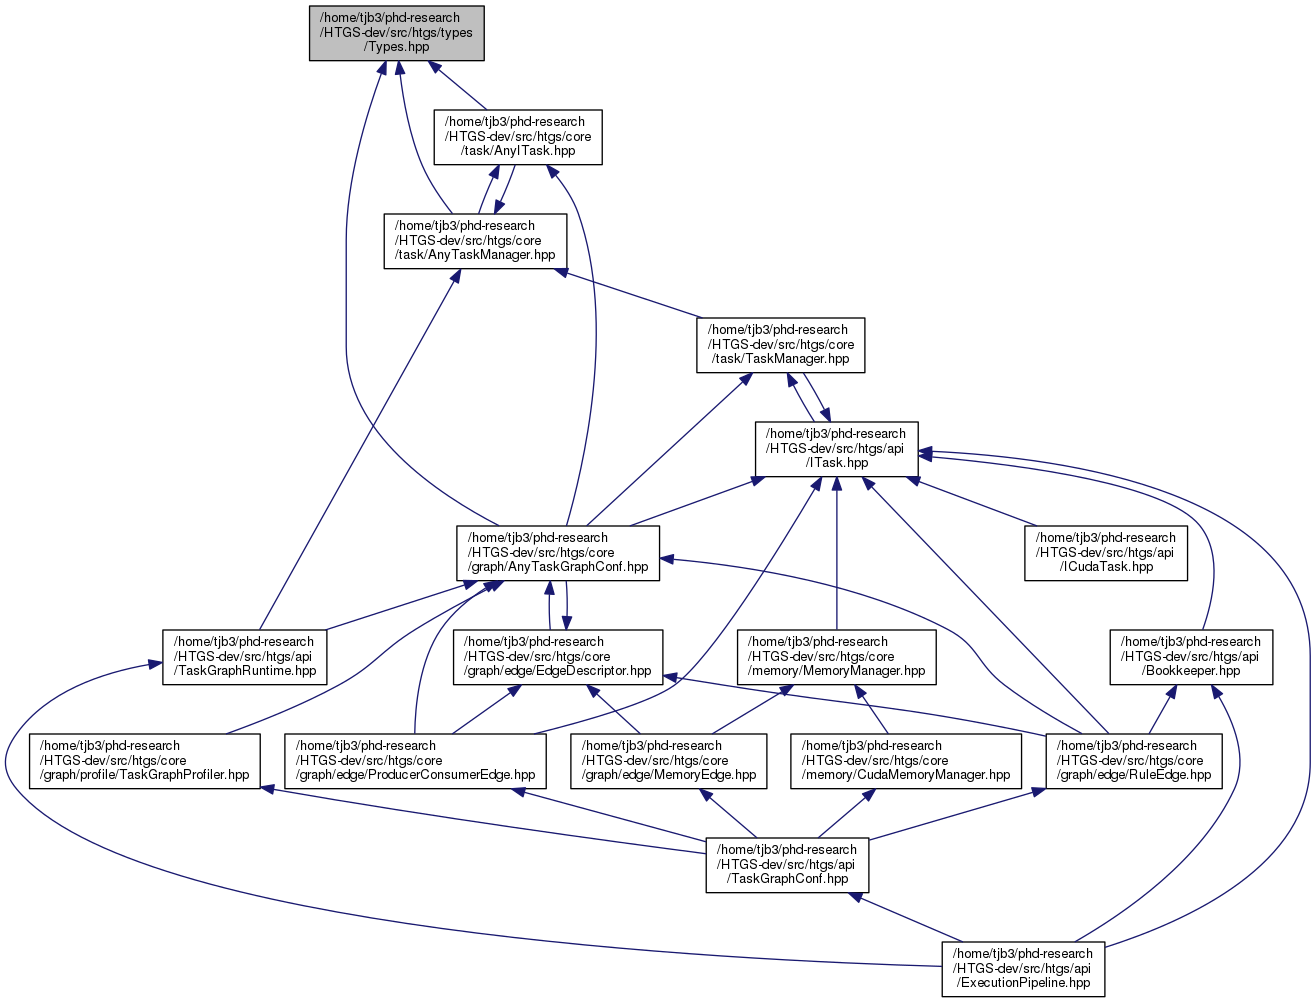 /home/tjb3/phd-research
/HTGS-dev/src/htgs/types
/Types.hpp
/home/tjb3/phd-research
/HTGS-dev/src/htgs/core
/task/AnyITask.hpp
/home/tjb3/phd-research
/HTGS-dev/src/htgs/core
/task/AnyTaskManager.hpp
/home/tjb3/phd-research
/HTGS-dev/src/htgs/core
/task/TaskManager.hpp
/home/tjb3/phd-research
/HTGS-dev/src/htgs/api
/ITask.hpp
/home/tjb3/phd-research
/HTGS-dev/src/htgs/core
/graph/AnyTaskGraphConf.hpp
/home/tjb3/phd-research
/HTGS-dev/src/htgs/api
/ICudaTask.hpp
/home/tjb3/phd-research
/HTGS-dev/src/htgs/api
/TaskGraphRuntime.hpp
/home/tjb3/phd-research
/HTGS-dev/src/htgs/core
/graph/edge/EdgeDescriptor.hpp
/home/tjb3/phd-research
/HTGS-dev/src/htgs/core
/memory/MemoryManager.hpp
/home/tjb3/phd-research
/HTGS-dev/src/htgs/api
/Bookkeeper.hpp
/home/tjb3/phd-research
/HTGS-dev/src/htgs/core
/graph/profile/TaskGraphProfiler.hpp
/home/tjb3/phd-research
/HTGS-dev/src/htgs/core
/graph/edge/ProducerConsumerEdge.hpp
/home/tjb3/phd-research
/HTGS-dev/src/htgs/core
/graph/edge/MemoryEdge.hpp
/home/tjb3/phd-research
/HTGS-dev/src/htgs/core
/memory/CudaMemoryManager.hpp
/home/tjb3/phd-research
/HTGS-dev/src/htgs/core
/graph/edge/RuleEdge.hpp
/home/tjb3/phd-research
/HTGS-dev/src/htgs/api
/TaskGraphConf.hpp
/home/tjb3/phd-research
/HTGS-dev/src/htgs/api
/ExecutionPipeline.hpp